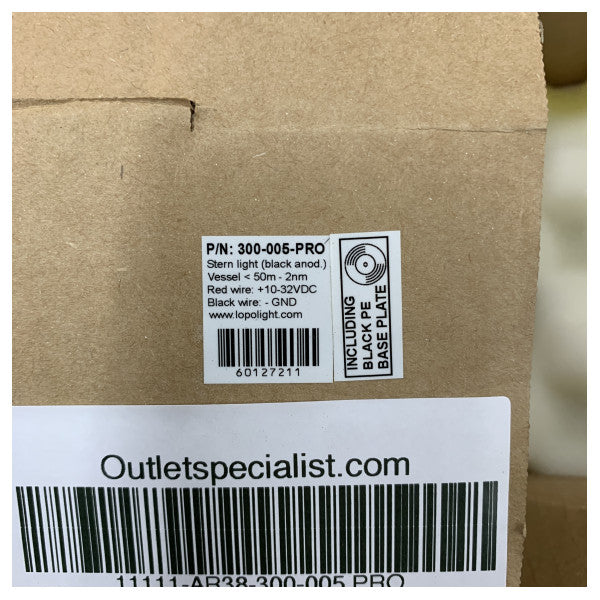 P/N: 300-005-PRO
Stern light (black anod.)
Vessel < 50m - 2nm
Red wire: +10-32VDC
Black wire: - GND
www.lopolight.com
60127211
INCLUDING
BLACK PE
BASE PLATE
Outletspecialist.com
11111-AR38-300-005 PRO